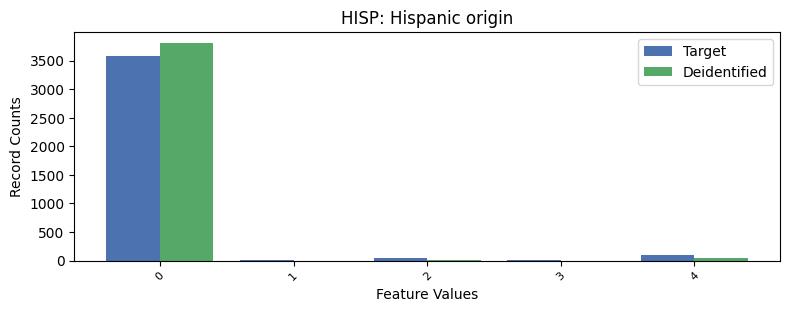 HISP: Hispanic origin
Target
Deidentified
Record Counts
3500
3000
2500
2000
1500
1000
500
0
0
1
2
3
4
Feature Values